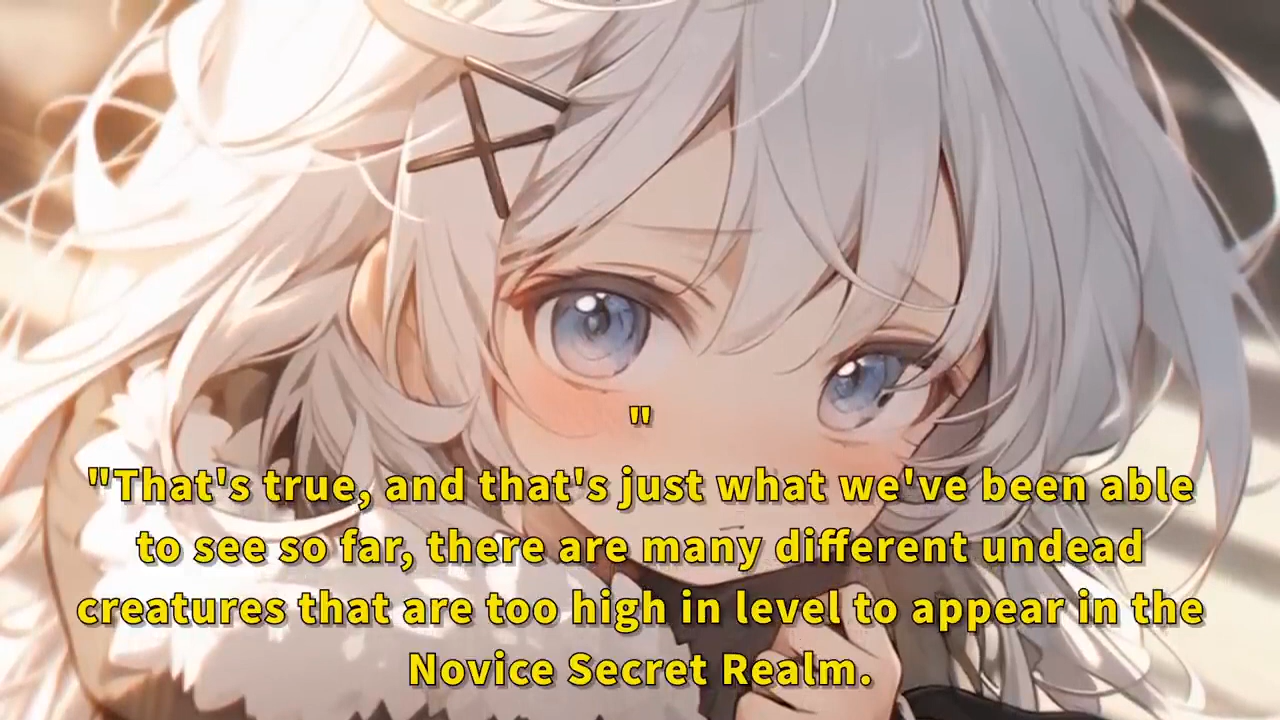 "
"That's true, and that's just what we've been able
to see so far, there are many different undead
creatures that are too high in level to appear in the
Novice Secret Realm.